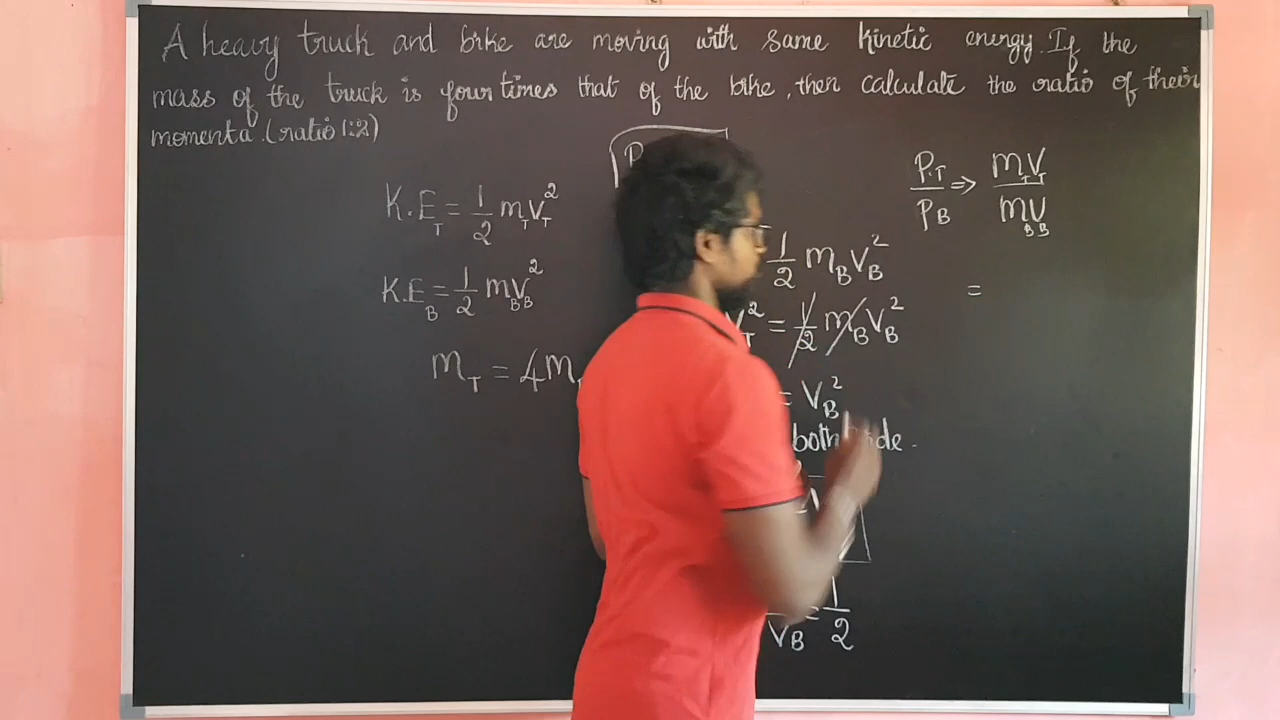 A heavy truck and bike are moving with same kinetic energy. If the
mass of the truck is four times that of the bike, then calculate the ratio of their
momenta. (ratio 1:2)
K.E_T = 1/2 m_T V_T^2
K.E_B = 1/2 m_B V_B^2
m_T = 4m
P
1/2 m_B V_B^2
V_T^2 = 1/2 m_B V_B^2
= V_B^2
both side.
V_B = 1/2
P_T/P_B => m_T V_T / m_B V_B
=